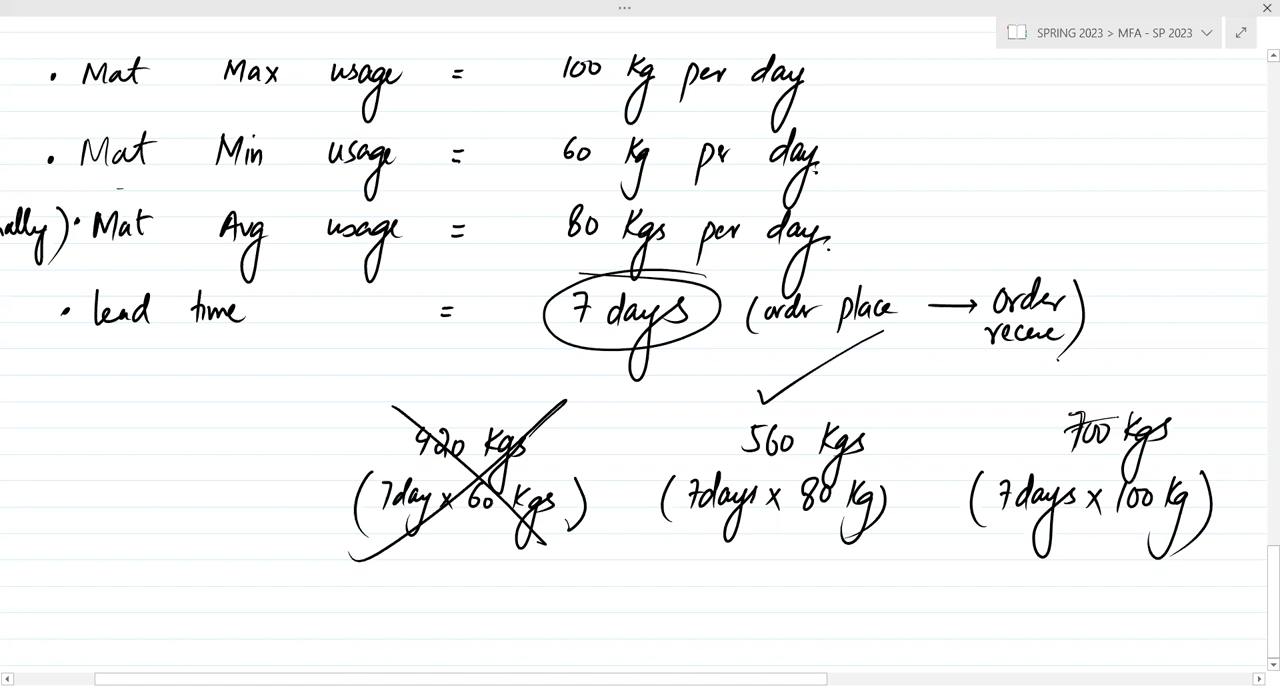 ...
SPRING 2023 > MFA - SP 2023
• Mat Max usage = 100 Kg per day
• Mat Min usage = 60 Kg per day.
nally) • Mat Avg usage = 80 Kgs per day.
• lead time = 7 days (order place → order
receve)
420 Kgs 560 Kgs 700 Kgs
(7day x 60 Kgs) (7days x 80 Kg) (7days x 100 Kg)